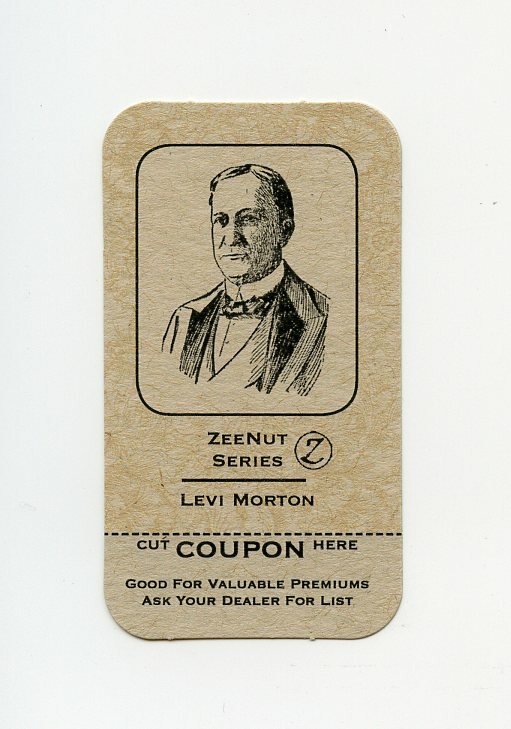 ZEENUT
SERIES Z
LEVI MORTON
CUT COUPON HERE
GOOD FOR VALUABLE PREMIUMS
ASK YOUR DEALER FOR LIST